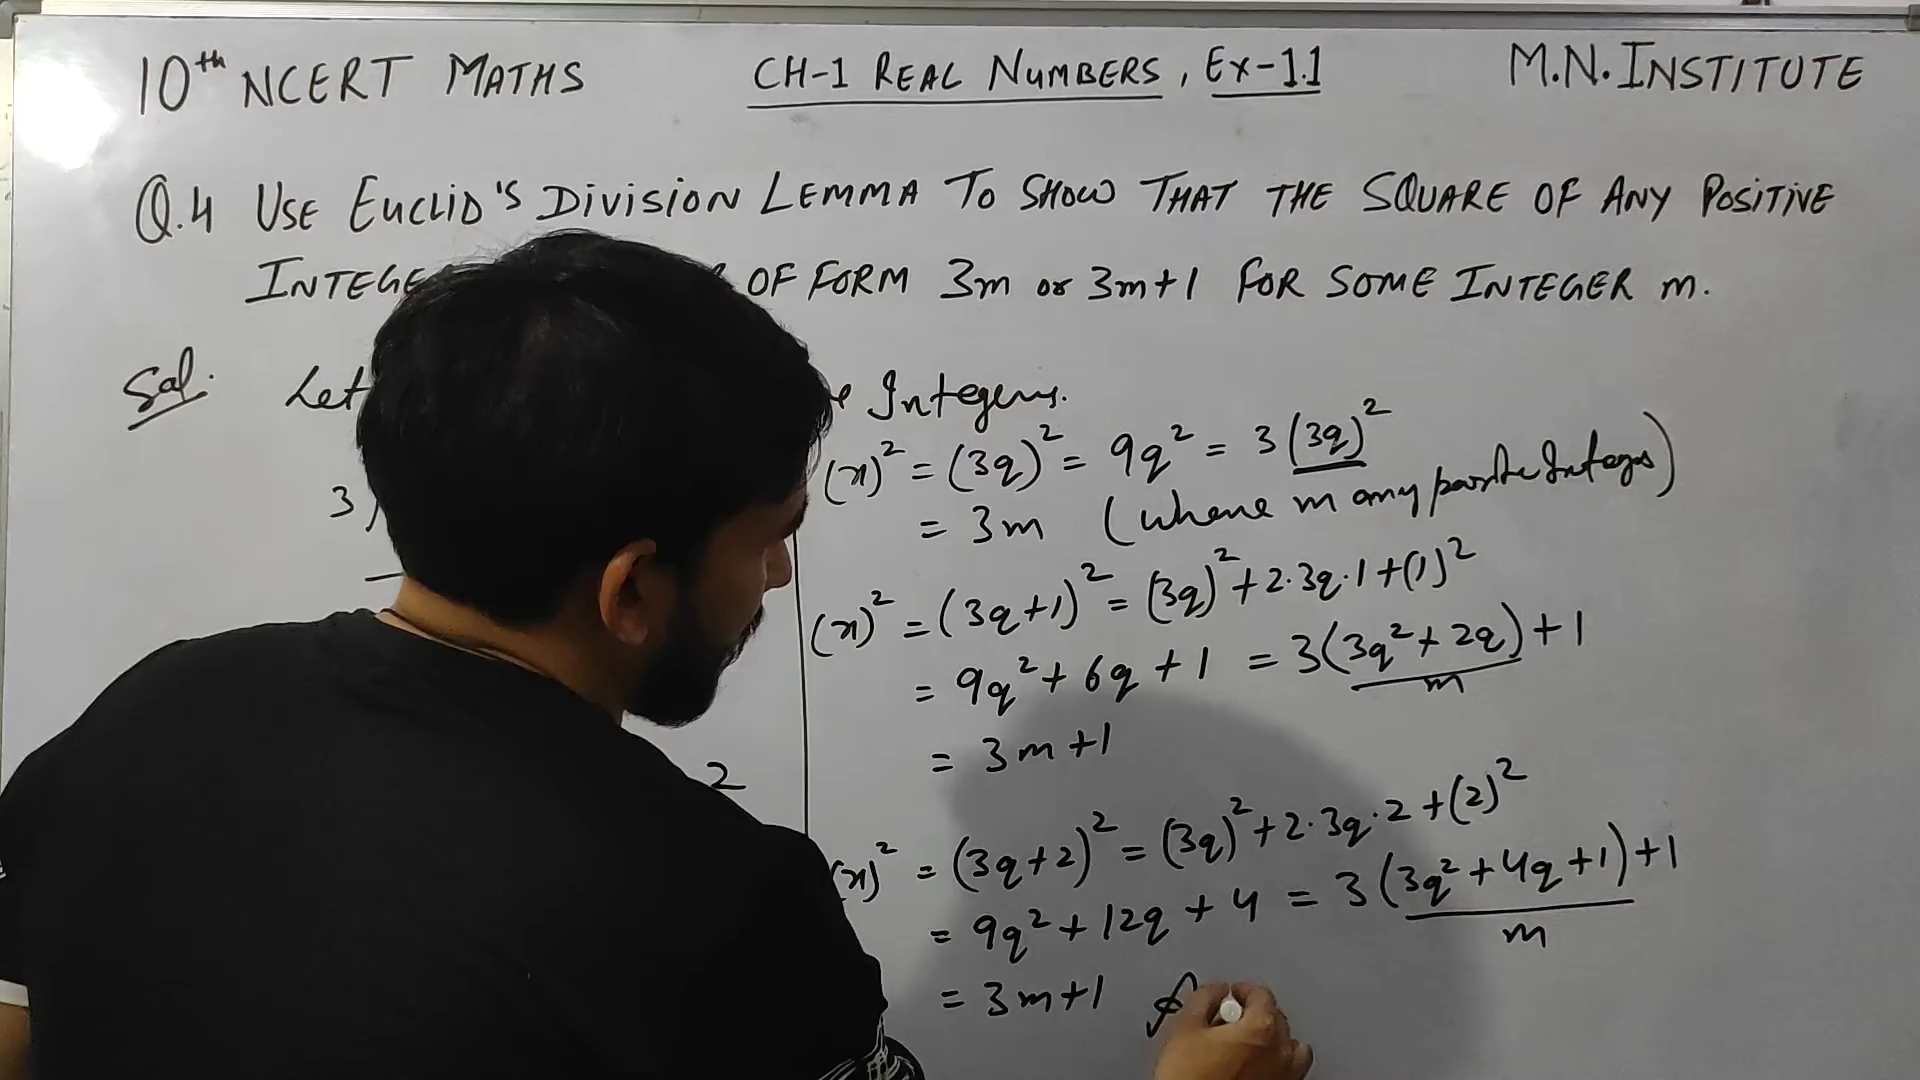 10th NCERT MATHS CH-1 REAL NUMBERS, Ex-1.1 M.N. INSTITUTE
Q.4 USE EUCLID'S DIVISION LEMMA TO SHOW THAT THE SQUARE OF ANY POSITIVE
INTEGE OF FORM 3m or 3m+1 FOR SOME INTEGER m.
Sol. Let Integers.
(x)² = (3q)² = 9q² = 3(3q)²
3)
= 3m (where m any positive Integers)
(x)² = (3q+1)² = (3q)² + 2·3q·1 + (1)²
= 9q² + 6q + 1 = 3(3q² + 2q) + 1
m
= 3m+1
2
(x)² = (3q+2)² = (3q)² + 2·3q·2 + (2)²
= 9q² + 12q + 4 = 3(3q² + 4q + 1) + 1
m
= 3m+1